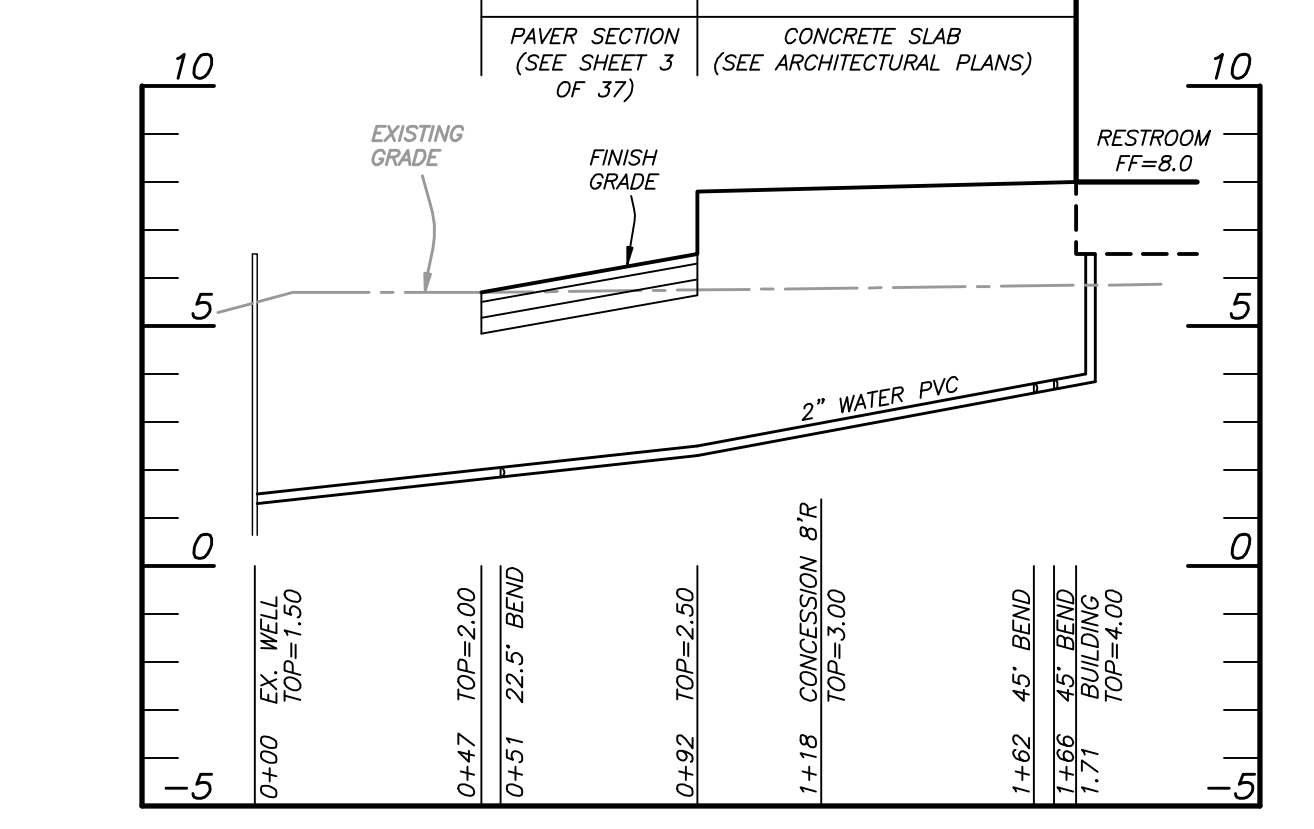 PAVER SECTION
(SEE SHEET 3
OF 37)
CONCRETE SLAB
(SEE ARCHITECTURAL PLANS)
10
10
EXISTING
GRADE
FINISH
GRADE
RESTROOM
FF=8.0
5
5
2" WATER PVC
0
0
0+00 EX. WELL
TOP=1.50
0+47 TOP=2.00
0+51 22.5° BEND
0+92 TOP=2.50
1+18 CONCESSION 8'R
TOP=3.00
1+62 45° BEND
1+66 45° BEND
1.71 BUILDING
TOP=4.00
-5
-5